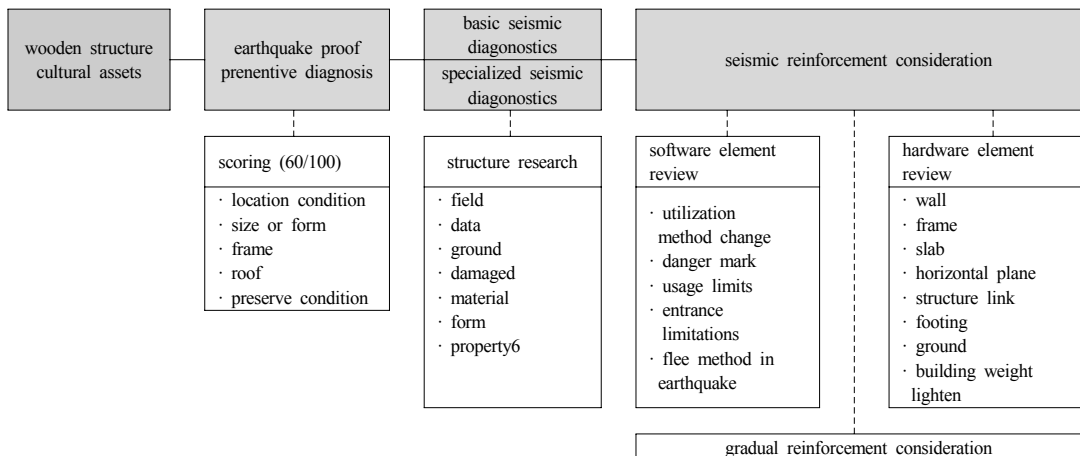 wooden structure
cultural assets
earthquake proof
prenentive diagnosis
basic seismic
diagonostics
specialized seismic
diagonostics
seismic reinforcement consideration
scoring (60/100)
· location condition
· size or form
· frame
· roof
· preserve condition
structure research
· field
· data
· ground
· damaged
· material
· form
· property6
software element
review
· utilization
method change
· danger mark
· usage limits
· entrance
limitations
· flee method in
earthquake
hardware element
review
· wall
· frame
· slab
· horizontal plane
· structure link
· footing
· ground
· building weight
lighten
gradual reinforcement consideration